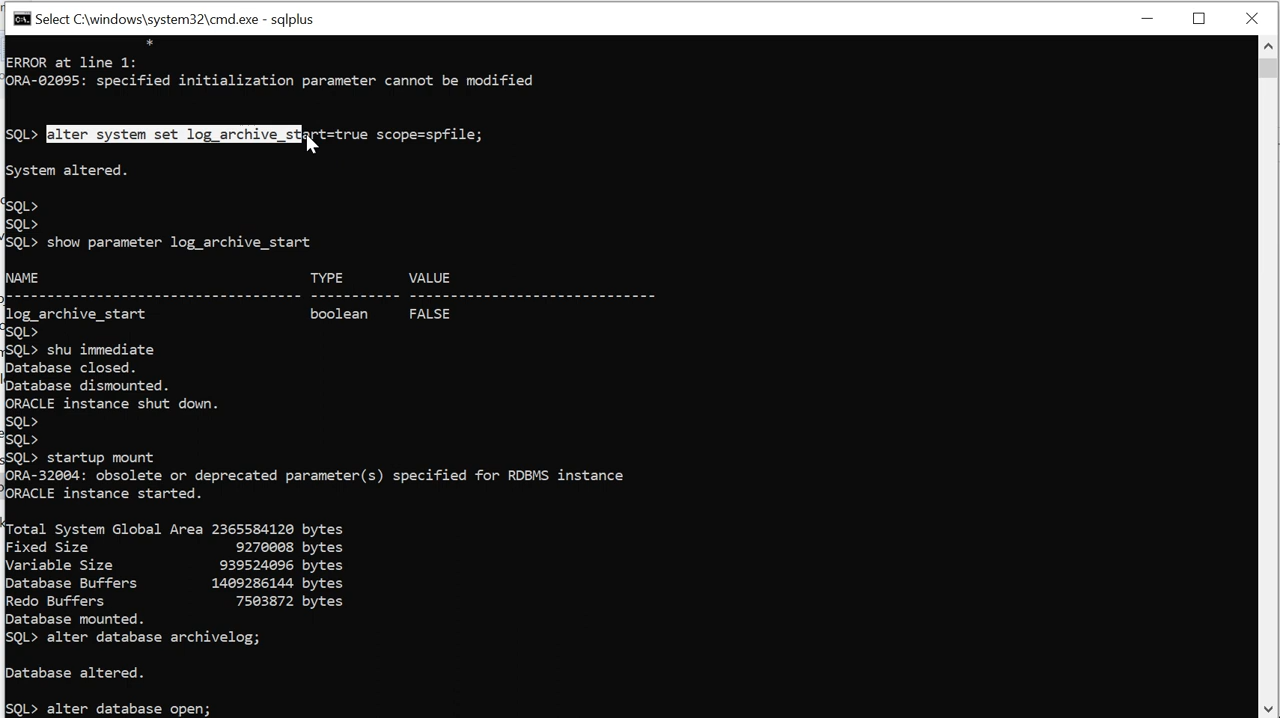 Select C:\windows\system32\cmd.exe - sqlplus
*
ERROR at line 1:
ORA-02095: specified initialization parameter cannot be modified
SQL> alter system set log_archive_start=true scope=spfile;
System altered.
SQL>
SQL>
SQL> show parameter log_archive_start
NAME                                 TYPE        VALUE
------------------------------------ ----------- ------------------------------
log_archive_start                    boolean     FALSE
SQL>
SQL> shu immediate
Database closed.
Database dismounted.
ORACLE instance shut down.
SQL>
SQL>
SQL> startup mount
ORA-32004: obsolete or deprecated parameter(s) specified for RDBMS instance
ORACLE instance started.
Total System Global Area 2365584120 bytes
Fixed Size                  9270008 bytes
Variable Size             939524096 bytes
Database Buffers         1409286144 bytes
Redo Buffers                7503872 bytes
Database mounted.
SQL> alter database archivelog;
Database altered.
SQL> alter database open;